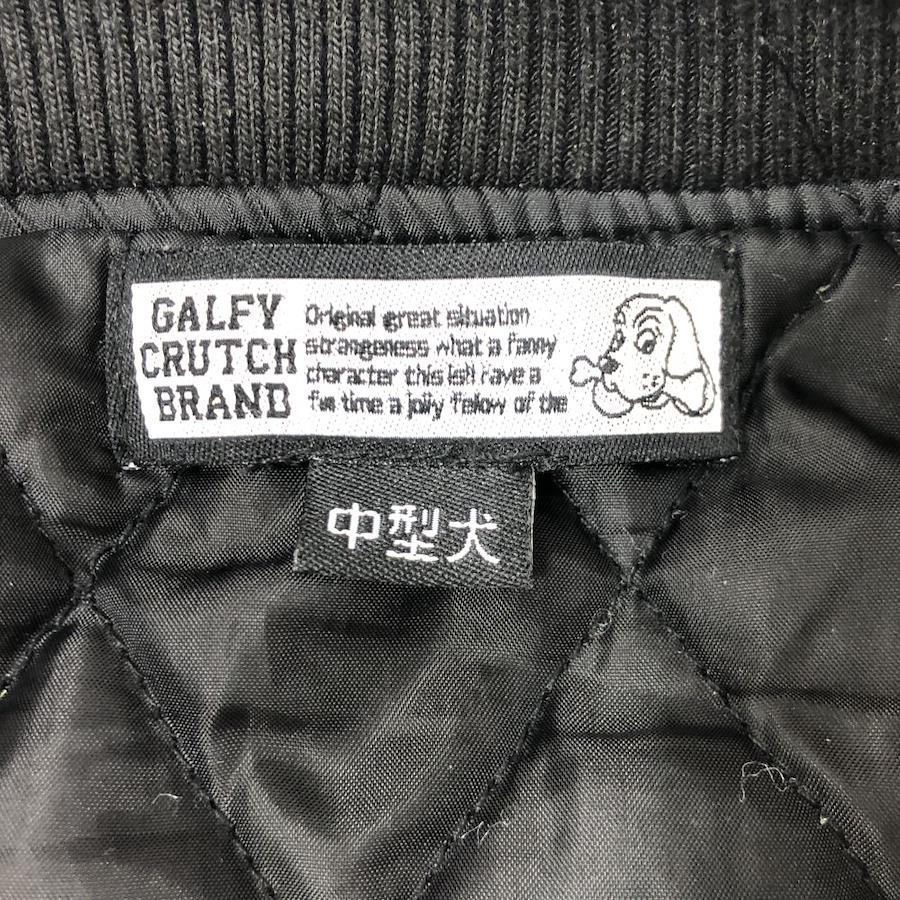 GALFY
CRUTCH
BRAND
Original great situation
strangeness what a fanny
character this is!! have a
fun time a jolly fellow of the
中型犬